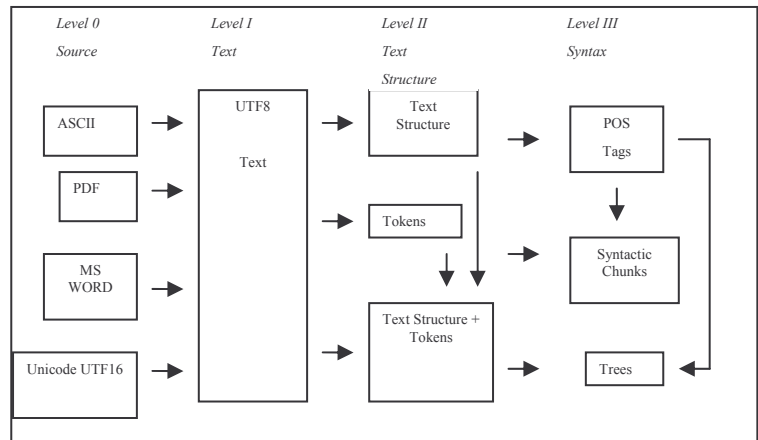 Level 0
Source
Level I
Text
Level II
Text
Structure
Level III
Syntax
ASCII
PDF
MS
WORD
Unicode UTF16
UTF8
Text
Text
Structure
Tokens
Text Structure +
Tokens
POS
Tags
Syntactic
Chunks
Trees